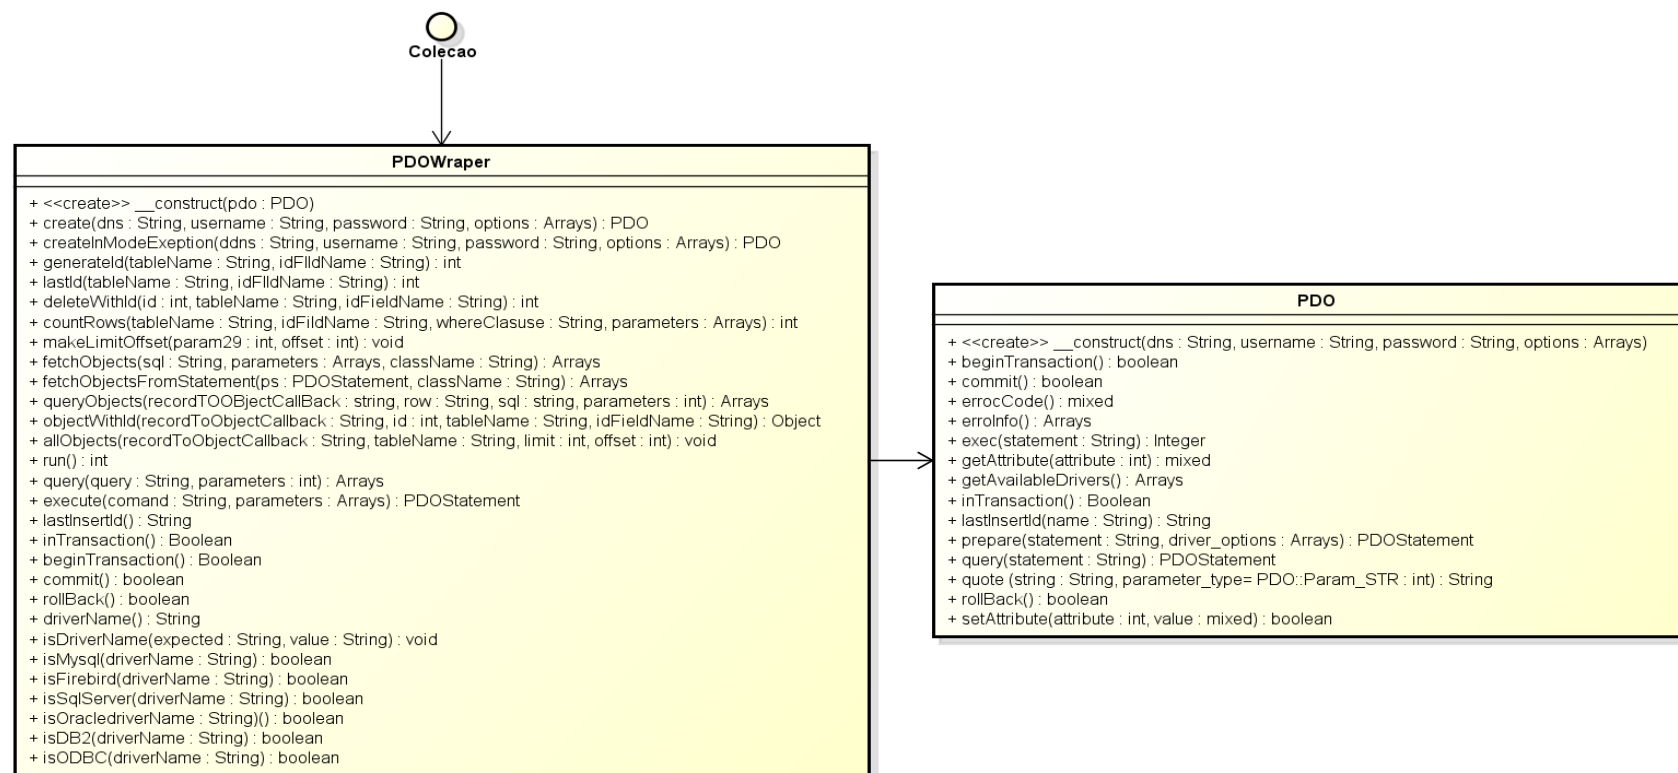 Colecao
PDOWraper
+ <<create>> __construct(pdo : PDO)
+ create(dns : String, username : String, password : String, options : Arrays) : PDO
+ createInModeExeption(ddns : String, username : String, password : String, options : Arrays) : PDO
+ generateId(tableName : String, idFIldName : String) : int
+ lastId(tableName : String, idFIldName : String) : int
+ deleteWithId(id : int, tableName : String, idFieldName : String) : int
+ countRows(tableName : String, idFildName : String, whereClasuse : String, parameters : Arrays) : int
+ makeLimitOffset(param29 : int, offset : int) : void
+ fetchObjects(sql : String, parameters : Arrays, className : String) : Arrays
+ fetchObjectsFromStatement(ps : PDOStatement, className : String) : Arrays
+ queryObjects(recordTOOBjectCallBack : string, row : String, sql : string, parameters : int) : Arrays
+ objectWithId(recordToObjectCallback : String, id : int, tableName : String, idFieldName : String) : Object
+ allObjects(recordToObjectCallback : String, tableName : String, limit : int, offset : int) : void
+ run() : int
+ query(query : String, parameters : int) : Arrays
+ execute(comand : String, parameters : Arrays) : PDOStatement
+ lastInsertId() : String
+ inTransaction() : Boolean
+ beginTransaction() : Boolean
+ commit() : boolean
+ rollBack() : boolean
+ driverName() : String
+ isDriverName(expected : String, value : String) : void
+ isMysql(driverName : String) : boolean
+ isFirebird(driverName : String) : boolean
+ isSqlServer(driverName : String) : boolean
+ isOracledriverName : String)() : boolean
+ isDB2(driverName : String) : boolean
+ isODBC(driverName : String) : boolean
PDO
+ <<create>> __construct(dns : String, username : String, password : String, options : Arrays)
+ beginTransaction() : boolean
+ commit() : boolean
+ errocCode() : mixed
+ erroInfo() : Arrays
+ exec(statement : String) : Integer
+ getAttribute(attribute : int) : mixed
+ getAvailableDrivers() : Arrays
+ inTransaction() : Boolean
+ lastInsertId(name : String) : String
+ prepare(statement : String, driver_options : Arrays) : PDOStatement
+ query(statement : String) : PDOStatement
+ quote (string : String, parameter_type= PDO::Param_STR : int) : String
+ rollBack() : boolean
+ setAttribute(attribute : int, value : mixed) : boolean